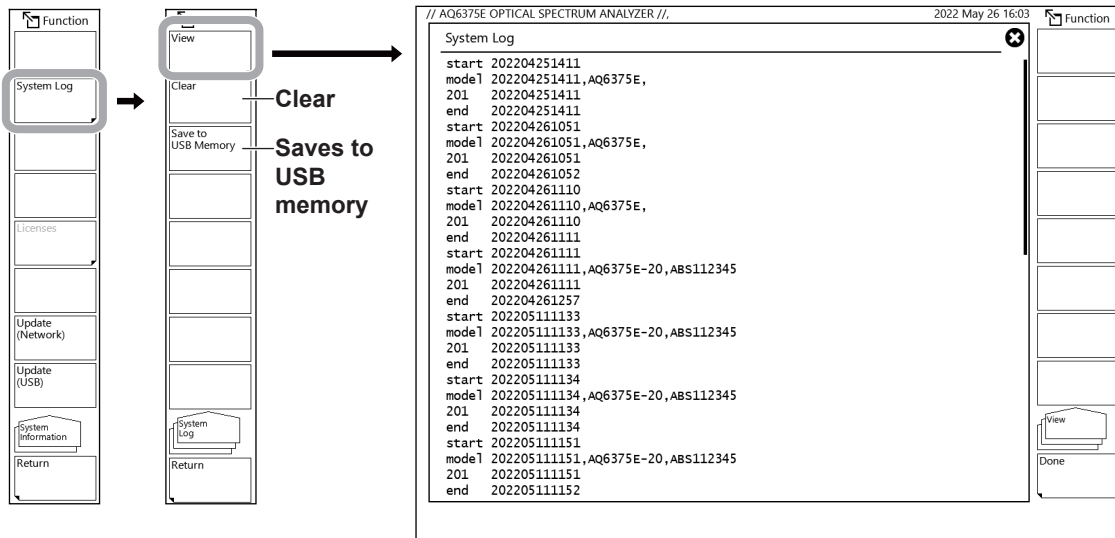 Function
System Log
Licenses
Update
(Network)
Update
(USB)
System
Information
Return
View
Clear
Save to
USB Memory
System
Log
Return
Clear
Saves to
USB
memory
// AQ6375E OPTICAL SPECTRUM ANALYZER //,
2022 May 26 16:03
System Log
start 202204251411
model 202204251411,AQ6375E,
201 202204251411
end 202204251411
start 202204261051
model 202204261051,AQ6375E,
201 202204261051
end 202204261052
start 202204261110
model 202204261110,AQ6375E,
201 202204261110
end 202204261111
start 202204261111
model 202204261111,AQ6375E-20,ABS112345
201 202204261111
end 202204261257
start 202205111133
model 202205111133,AQ6375E-20,ABS112345
201 202205111133
end 202205111133
start 202205111134
model 202205111134,AQ6375E-20,ABS112345
201 202205111134
end 202205111134
start 202205111151
model 202205111151,AQ6375E-20,ABS112345
201 202205111151
end 202205111152
Function
View
Done